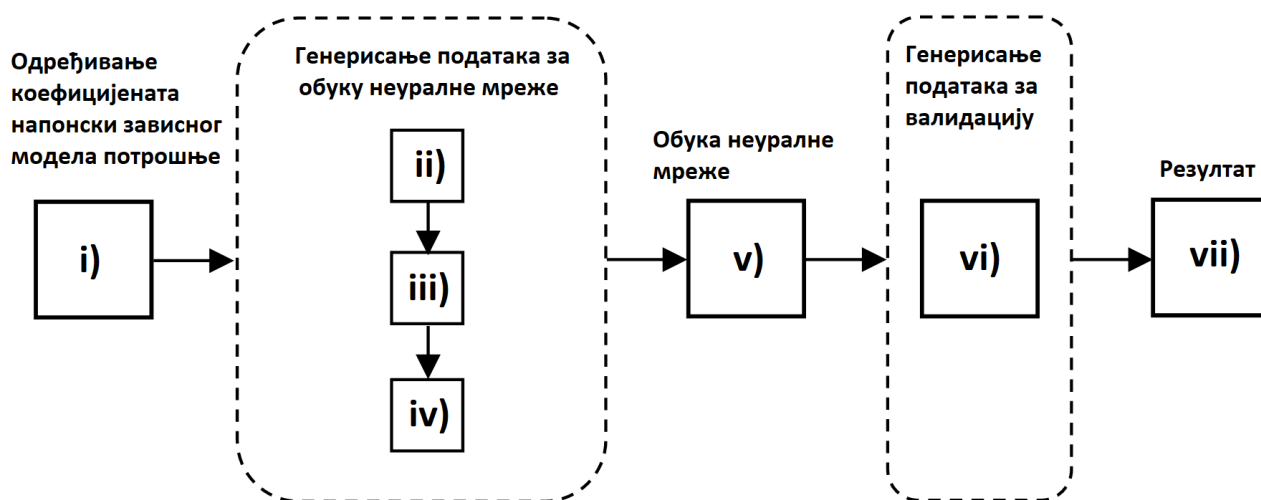 Одређивање
коефицијената
напонски зависног
модела потрошње
i)
Генерисање података за
обуку неуралне мреже
ii)
iii)
iv)
Обука неуралне
мреже
v)
Генерисање
података за
валидацију
vi)
Резултат
vii)